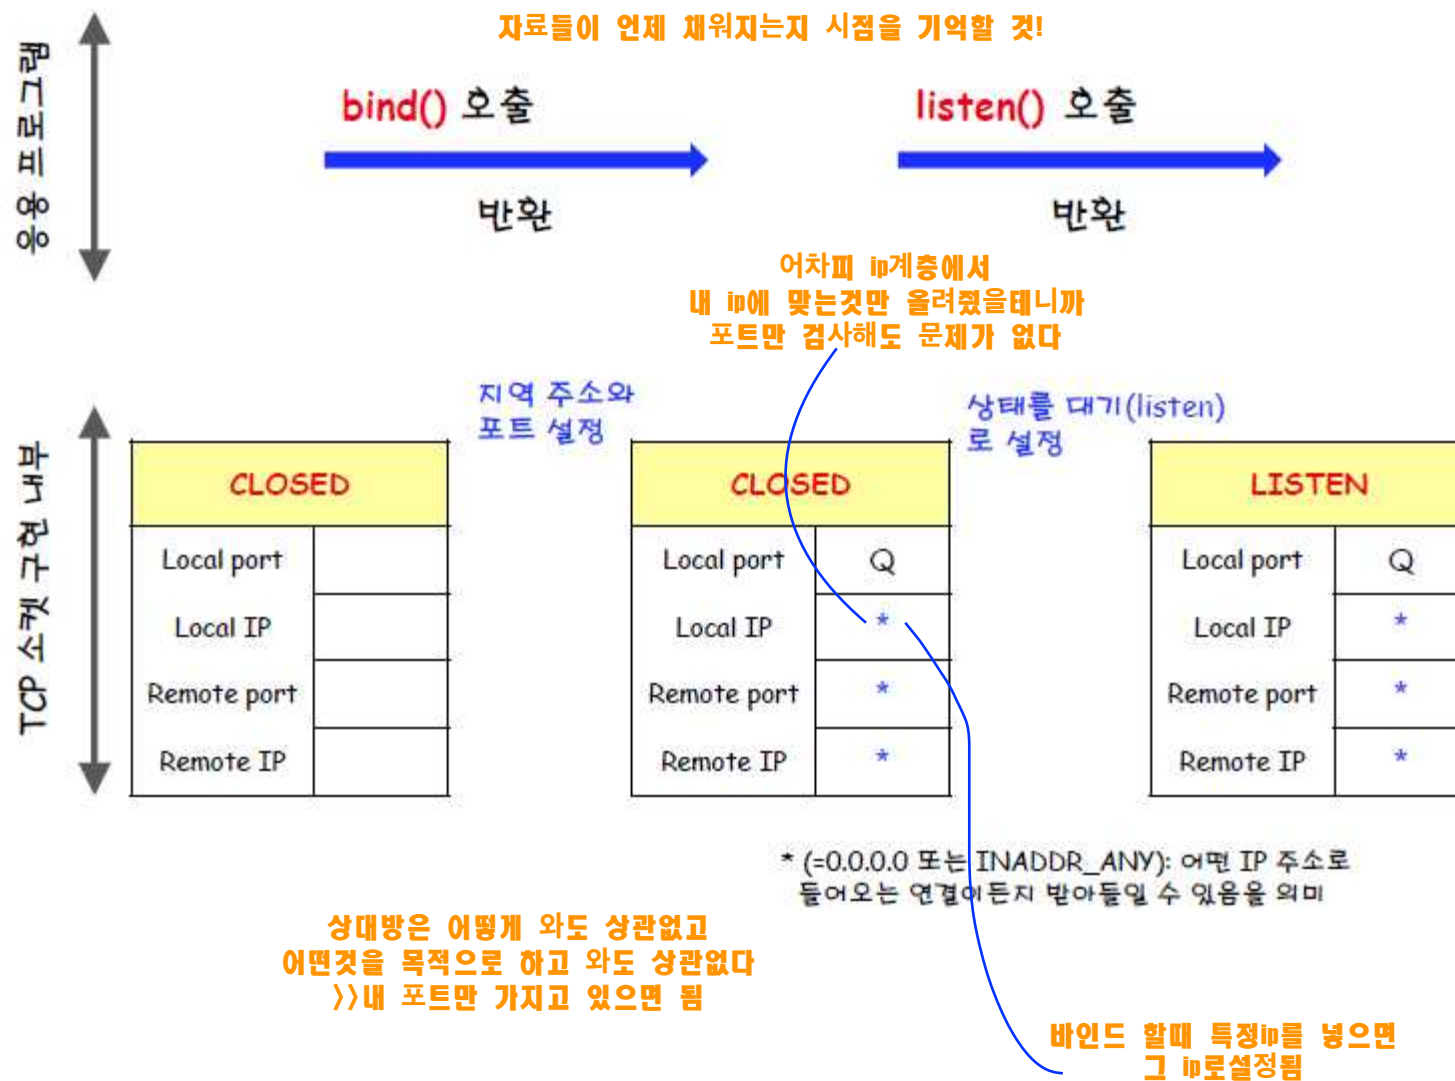 자료들이 언제 채워지는지 시점을 기억할 것!
응용 프로그램
bind() 호출
반환
listen() 호출
반환
어차피 ip계층에서
내 ip에 맞는것만 올려줬을테니까
포트만 검사해도 문제가 없다
TCP 소켓 구현 내부
지역 주소와
포트 설정
상태를 대기(listen)
로 설정
CLOSED
Local port
Local IP
Remote port
Remote IP
CLOSED
Local port Q
Local IP *
Remote port *
Remote IP *
LISTEN
Local port Q
Local IP *
Remote port *
Remote IP *
* (=0.0.0.0 또는 INADDR_ANY): 어떤 IP 주소로
들어오는 연결이든지 받아들일 수 있음을 의미
상대방은 어떻게 와도 상관없고
어떤것을 목적으로 하고 와도 상관없다
>>내 포트만 가지고 있으면 됨
바인드 할때 특정ip를 넣으면
그 ip로설정됨